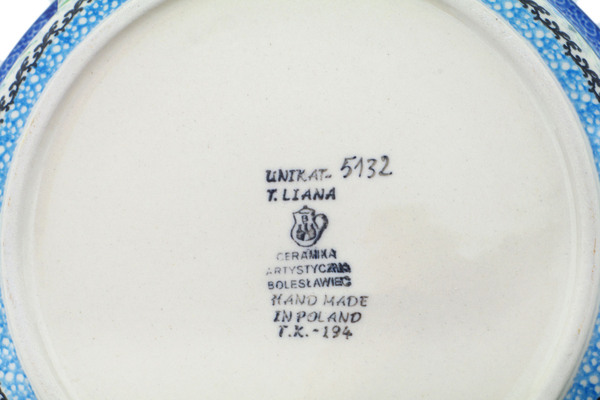 UNIKAT- 5132
T. LIANA
CERAMIKA
ARTYSTYCZNA
BOLESŁAWIEC
HAND MADE
IN POLAND
T.K.-194